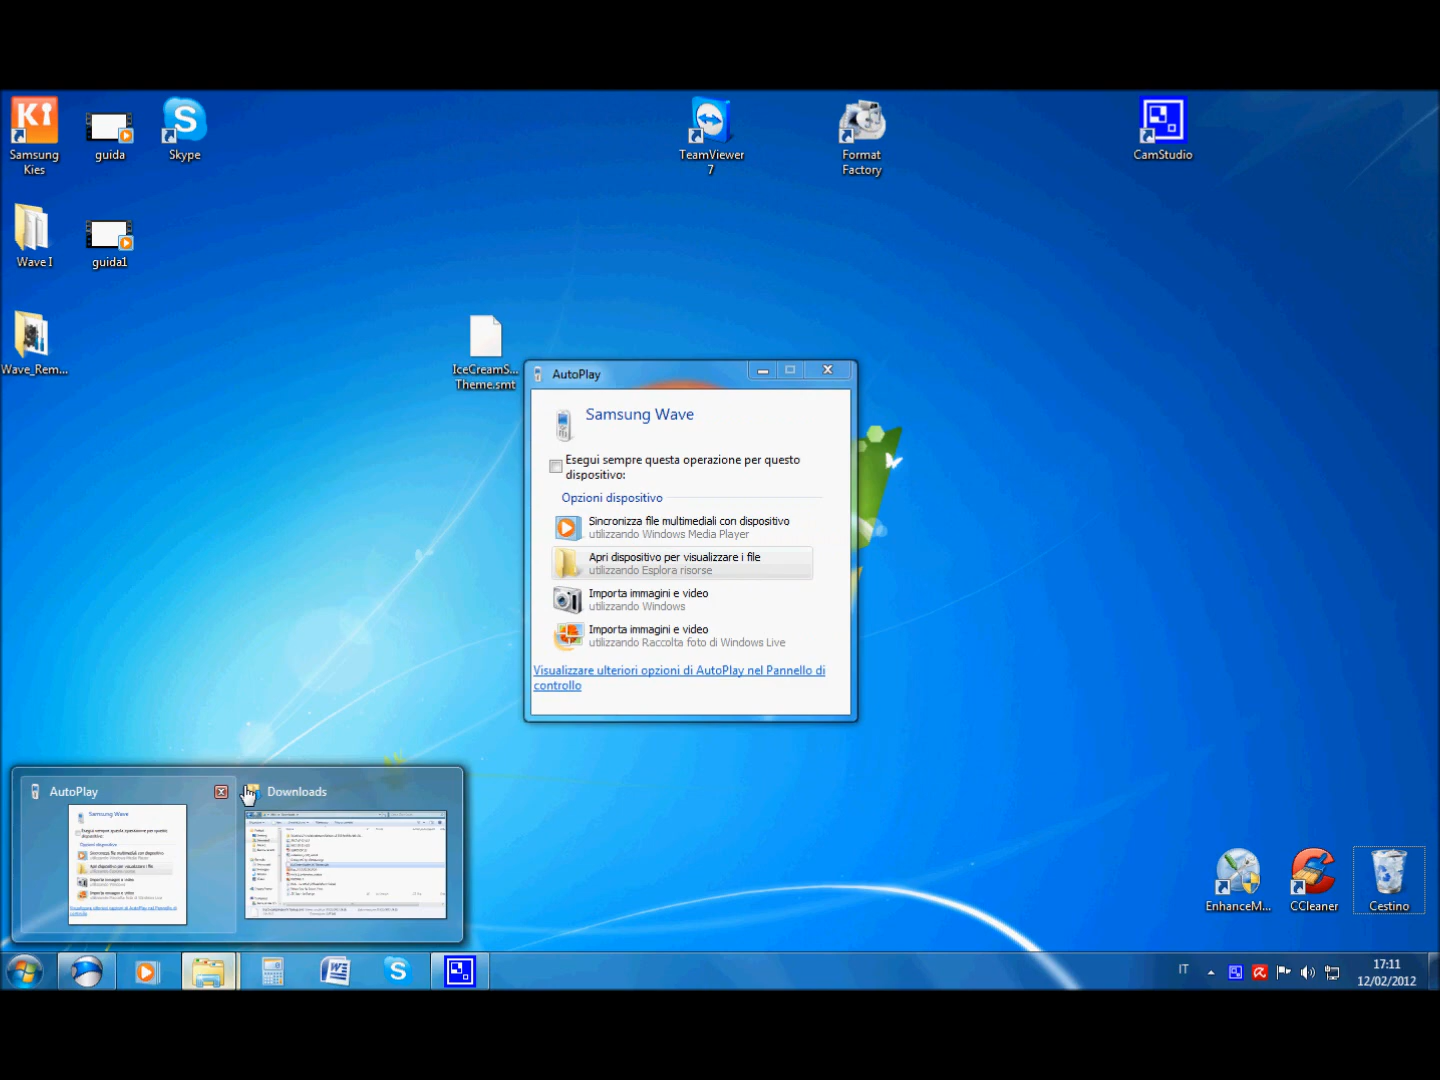 Samsung
Kies
guida
Skype
TeamViewer
7
Format
Factory
CamStudio
Wave I
guida1
Wave_Rem...
IceCreamS...
Theme.smt
AutoPlay
Samsung Wave
Esegui sempre questa operazione per questo
dispositivo:
Opzioni dispositivo
Sincronizza file multimediali con dispositivo
utilizzando Windows Media Player
Apri dispositivo per visualizzare i file
utilizzando Esplora risorse
Importa immagini e video
utilizzando Windows
Importa immagini e video
utilizzando Raccolta foto di Windows Live
Visualizzare ulteriori opzioni di AutoPlay nel Pannello di
controllo
AutoPlay
Downloads
Samsung Wave
EnhanceM...
CCleaner
Cestino
IT
17:11
12/02/2012